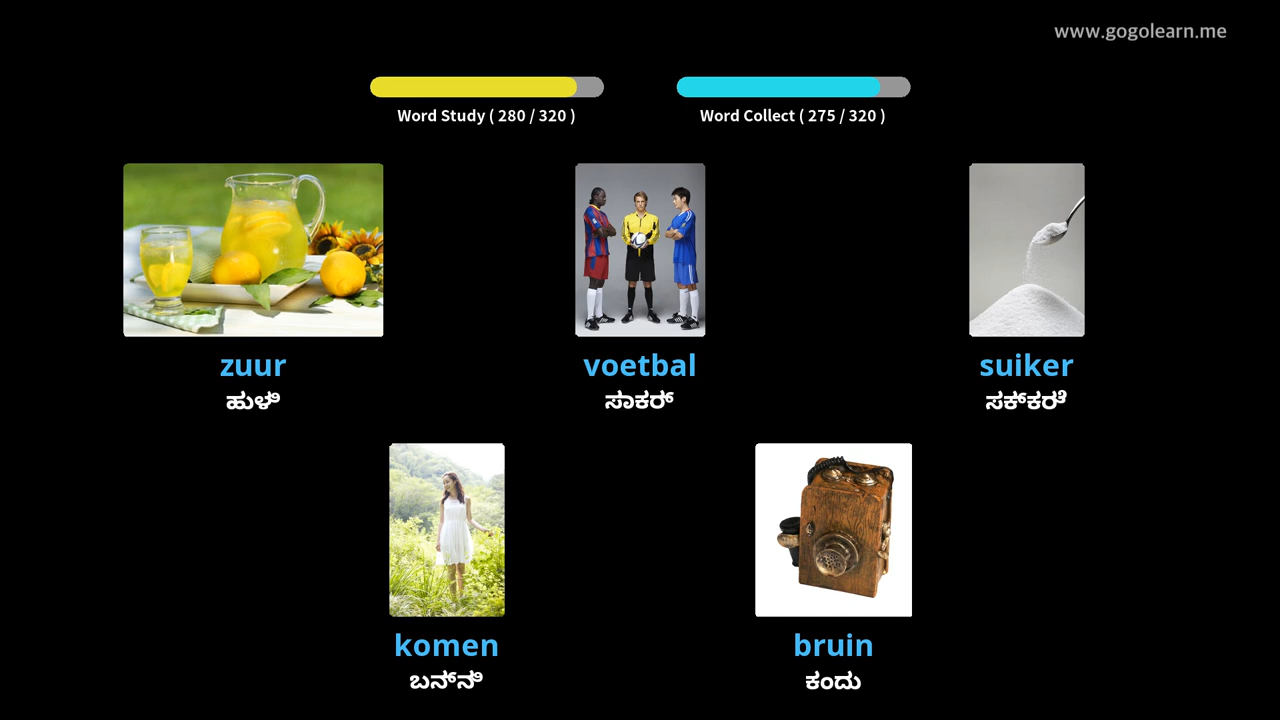 www.gogolearn.me
Word Study ( 280 / 320 )
Word Collect ( 275 / 320 )
zuur
ಹುಳಿ
voetbal
ಸಾಕರ್
suiker
ಸಕ್ಕರೆ
komen
ಬನ್ನಿ
bruin
ಕಂದು